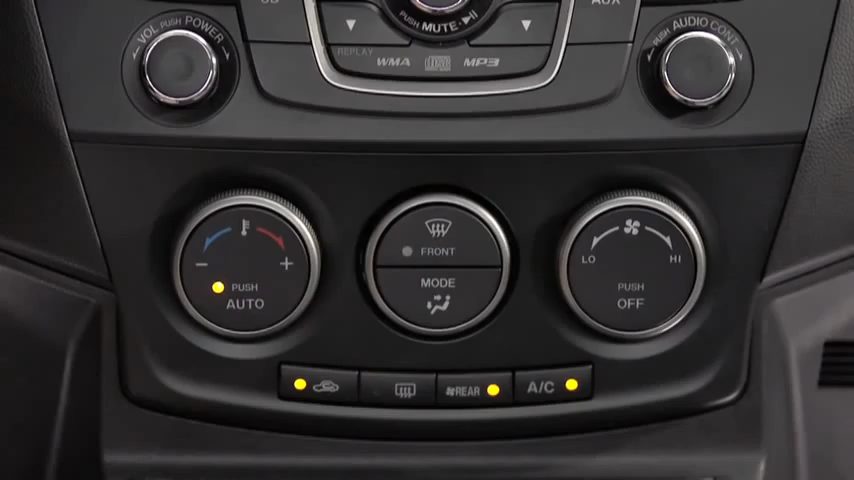 AUX
VOL PUSH POWER
PUSH MUTE
PUSH AUDIO CONT
REPLAY
WMA MP3
FRONT
LO HI
- +
MODE
PUSH
AUTO
PUSH
OFF
REAR
A/C